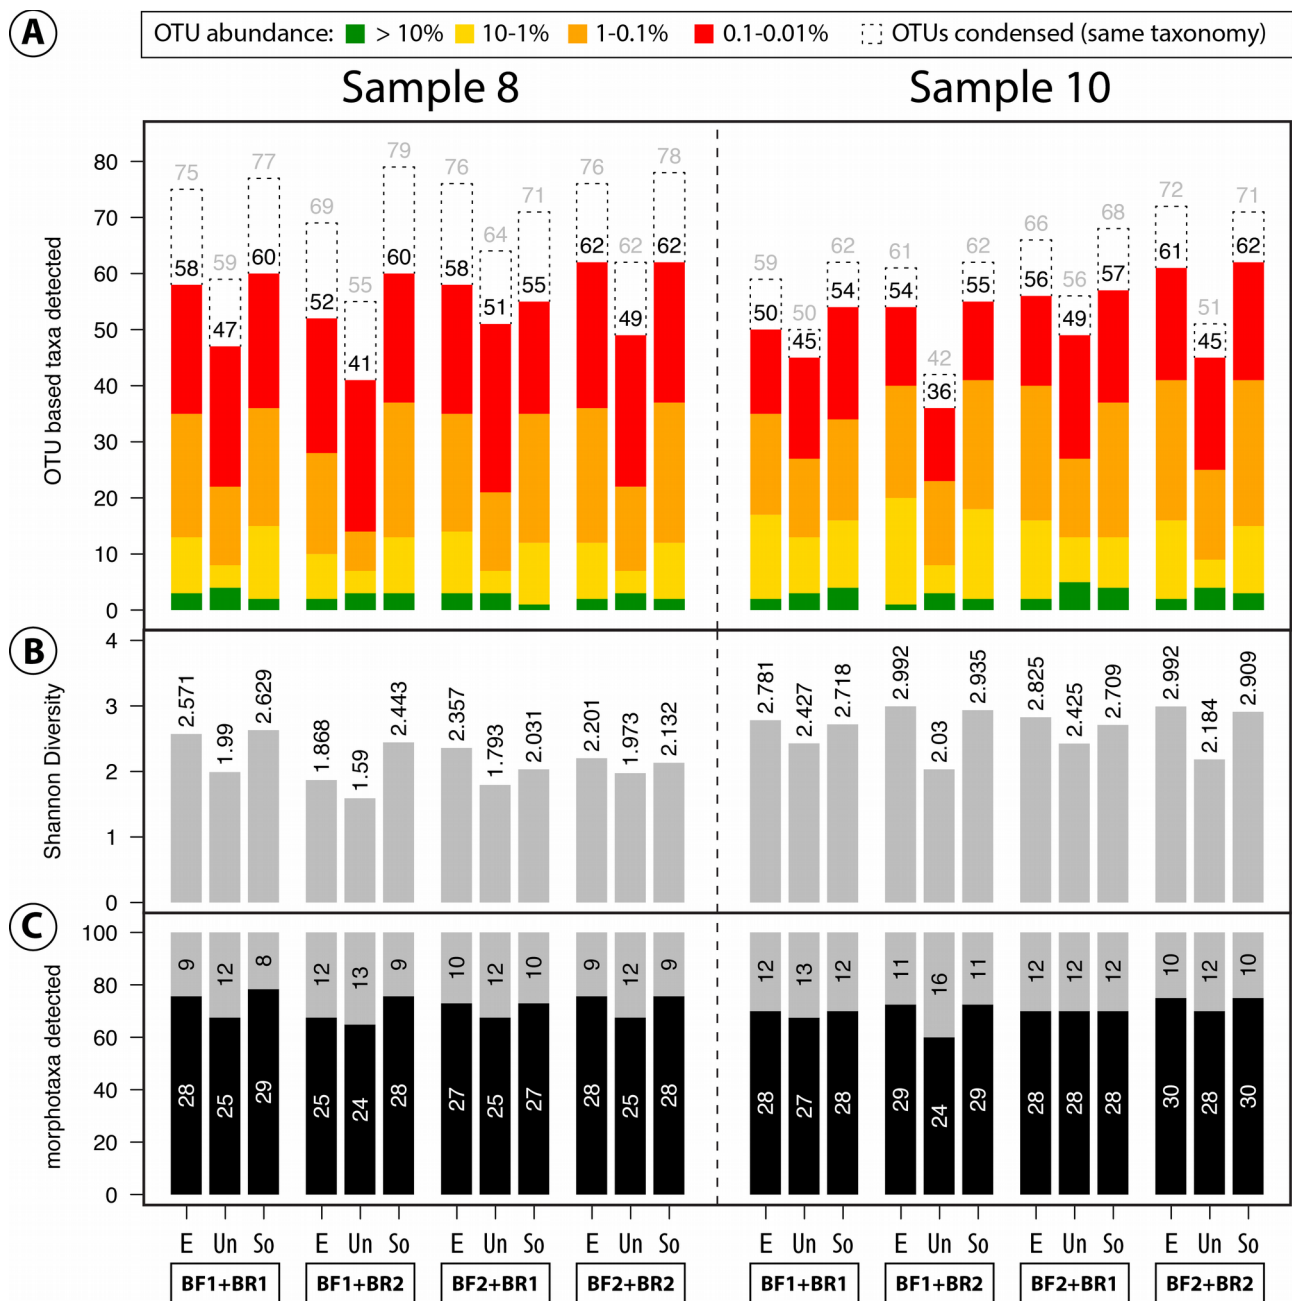 A
OTU abundance: > 10% 10-1% 1-0.1% 0.1-0.01% OTUs condensed (same taxonomy)
Sample 8 Sample 10
OTU based taxa detected
80
70
60
50
40
30
20
10
0
75 59 77 69 55 79 76 64 71 76 62 78 59 50 62 61 42 62 66 56 68 72 51 71
58 47 60 52 41 60 58 51 55 62 49 62 50 45 54 54 36 55 56 49 57 61 45 62
B
Shannon Diversity
4
3
2
1
0
2.571 1.99 2.629 1.868 1.59 2.443 2.357 1.793 2.031 2.201 1.973 2.132 2.781 2.427 2.718 2.992 2.03 2.935 2.825 2.425 2.709 2.992 2.184 2.909
C
morphotaxa detected
100
80
60
40
20
0
9 12 8 12 13 9 10 12 10 9 12 9 12 13 12 11 16 11 12 12 12 10 12 10
28 25 29 25 24 28 27 25 27 28 25 28 28 27 28 29 24 29 28 28 28 30 28 30
E Un So E Un So E Un So E Un So E Un So E Un So E Un So E Un So
BF1+BR1 BF1+BR2 BF2+BR1 BF2+BR2 BF1+BR1 BF1+BR2 BF2+BR1 BF2+BR2